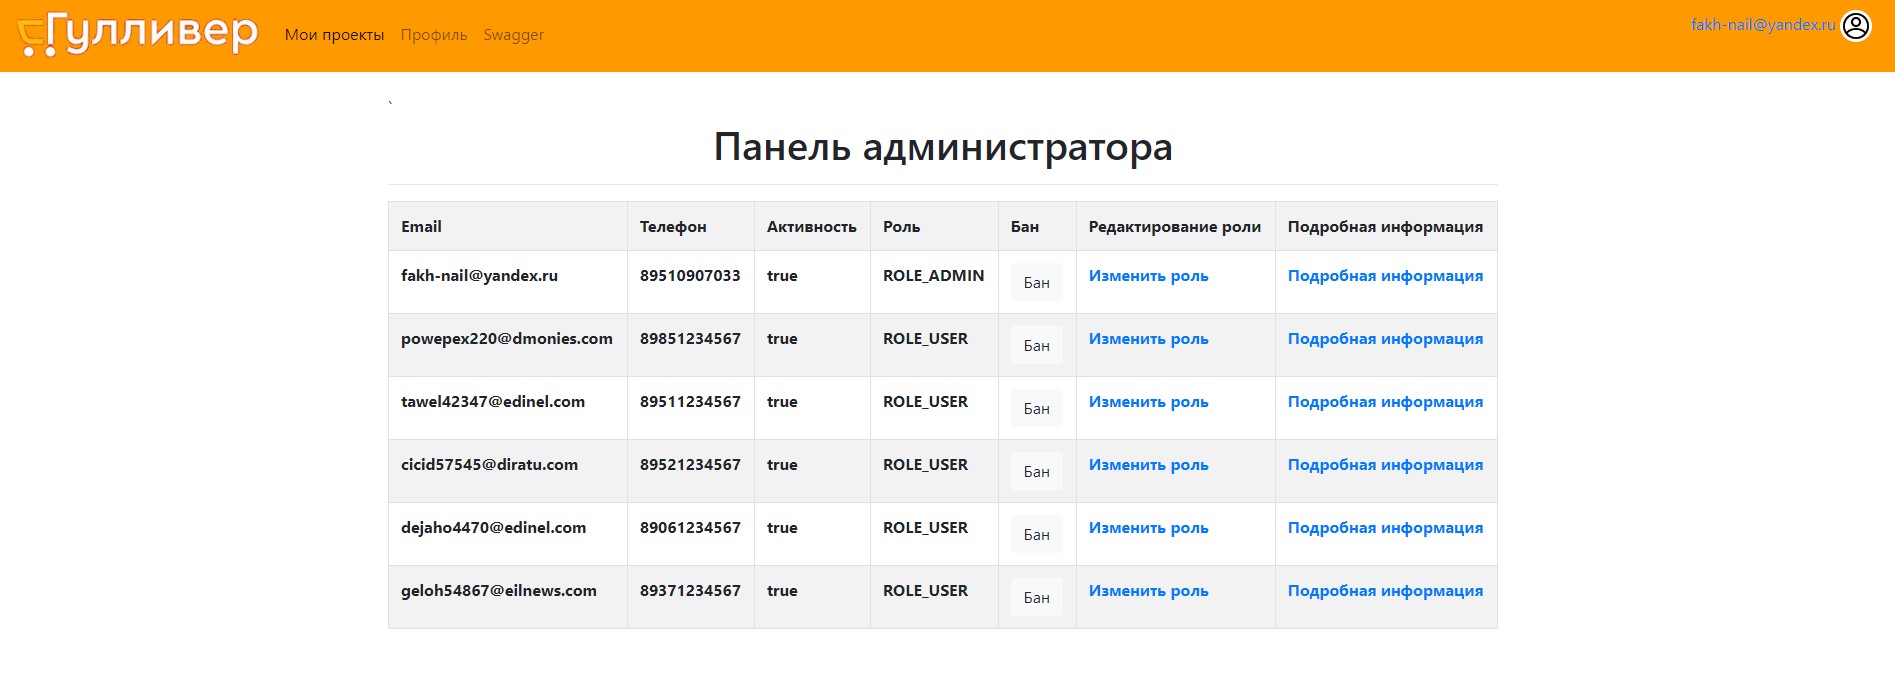 Гулливер Мои проекты Профиль Swagger fakh-nail@yandex.ru
`
Панель администратора
Email Телефон Активность Роль Бан Редактирование роли Подробная информация
fakh-nail@yandex.ru 89510907033 true ROLE_ADMIN Бан Изменить роль Подробная информация
powepex220@dmonies.com 89851234567 true ROLE_USER Бан Изменить роль Подробная информация
tawel42347@edinel.com 89511234567 true ROLE_USER Бан Изменить роль Подробная информация
cicid57545@diratu.com 89521234567 true ROLE_USER Бан Изменить роль Подробная информация
dejaho4470@edinel.com 89061234567 true ROLE_USER Бан Изменить роль Подробная информация
geloh54867@eilnews.com 89371234567 true ROLE_USER Бан Изменить роль Подробная информация